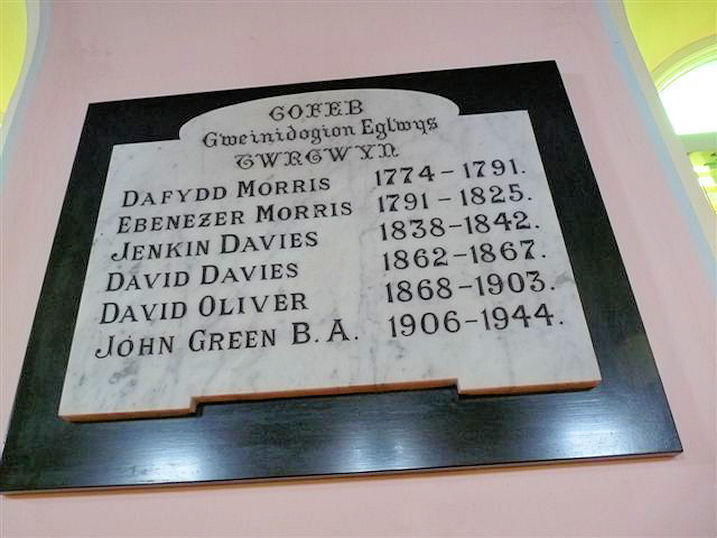 GOFEB
Gweinidogion Eglwys
TWRGWYN
DAFYDD MORRIS 1774-1791.
EBENEZER MORRIS 1791-1825.
JENKIN DAVIES 1838-1842.
DAVID DAVIES 1862-1867.
DAVID OLIVER 1868-1903.
JOHN GREEN B.A. 1906-1944.